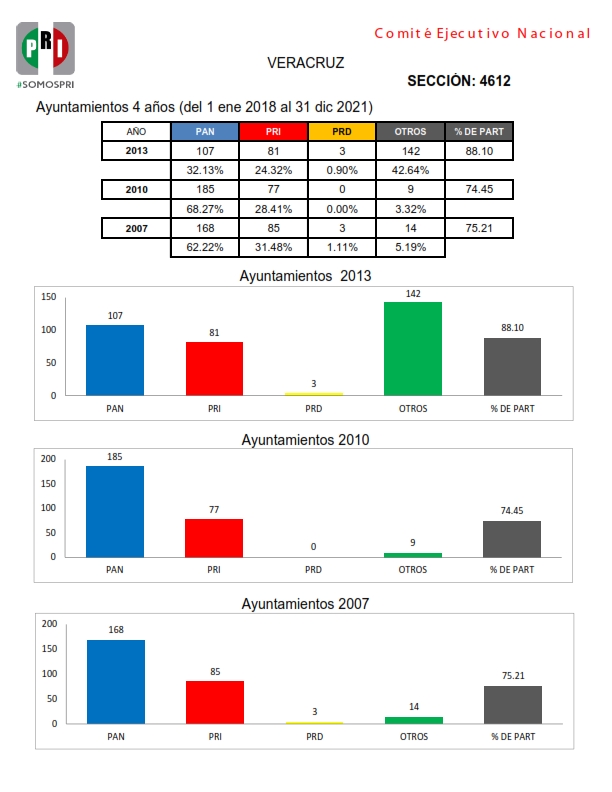 Comité Ejecutivo Nacional
PRI
#SOMOSPRI
VERACRUZ
SECCIÓN: 4612
Ayuntamientos 4 años (del 1 ene 2018 al 31 dic 2021)
AÑO PAN PRI PRD OTROS % DE PART
2013 107 81 3 142 88.10
32.13% 24.32% 0.90% 42.64%
2010 185 77 0 9 74.45
68.27% 28.41% 0.00% 3.32%
2007 168 85 3 14 75.21
62.22% 31.48% 1.11% 5.19%
Ayuntamientos 2013
150
100
50
0
107 81 3 142 88.10
PAN PRI PRD OTROS % DE PART
Ayuntamientos 2010
200
150
100
50
0
185 77 0 9 74.45
PAN PRI PRD OTROS % DE PART
Ayuntamientos 2007
200
150
100
50
0
168 85 3 14 75.21
PAN PRI PRD OTROS % DE PART